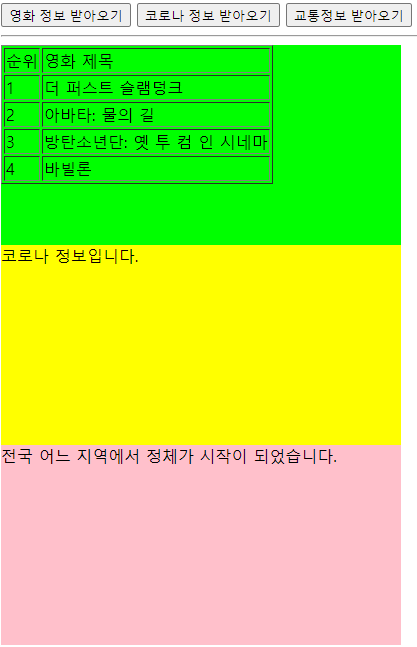 영화 정보 받아오기 코로나 정보 받아오기 교통정보 받아오기
순위 영화 제목
1 더 퍼스트 슬램덩크
2 아바타: 물의 길
3 방탄소년단: 옛 투 컴 인 시네마
4 바빌론
코로나 정보입니다.
전국 어느 지역에서 정체가 시작이 되었습니다.